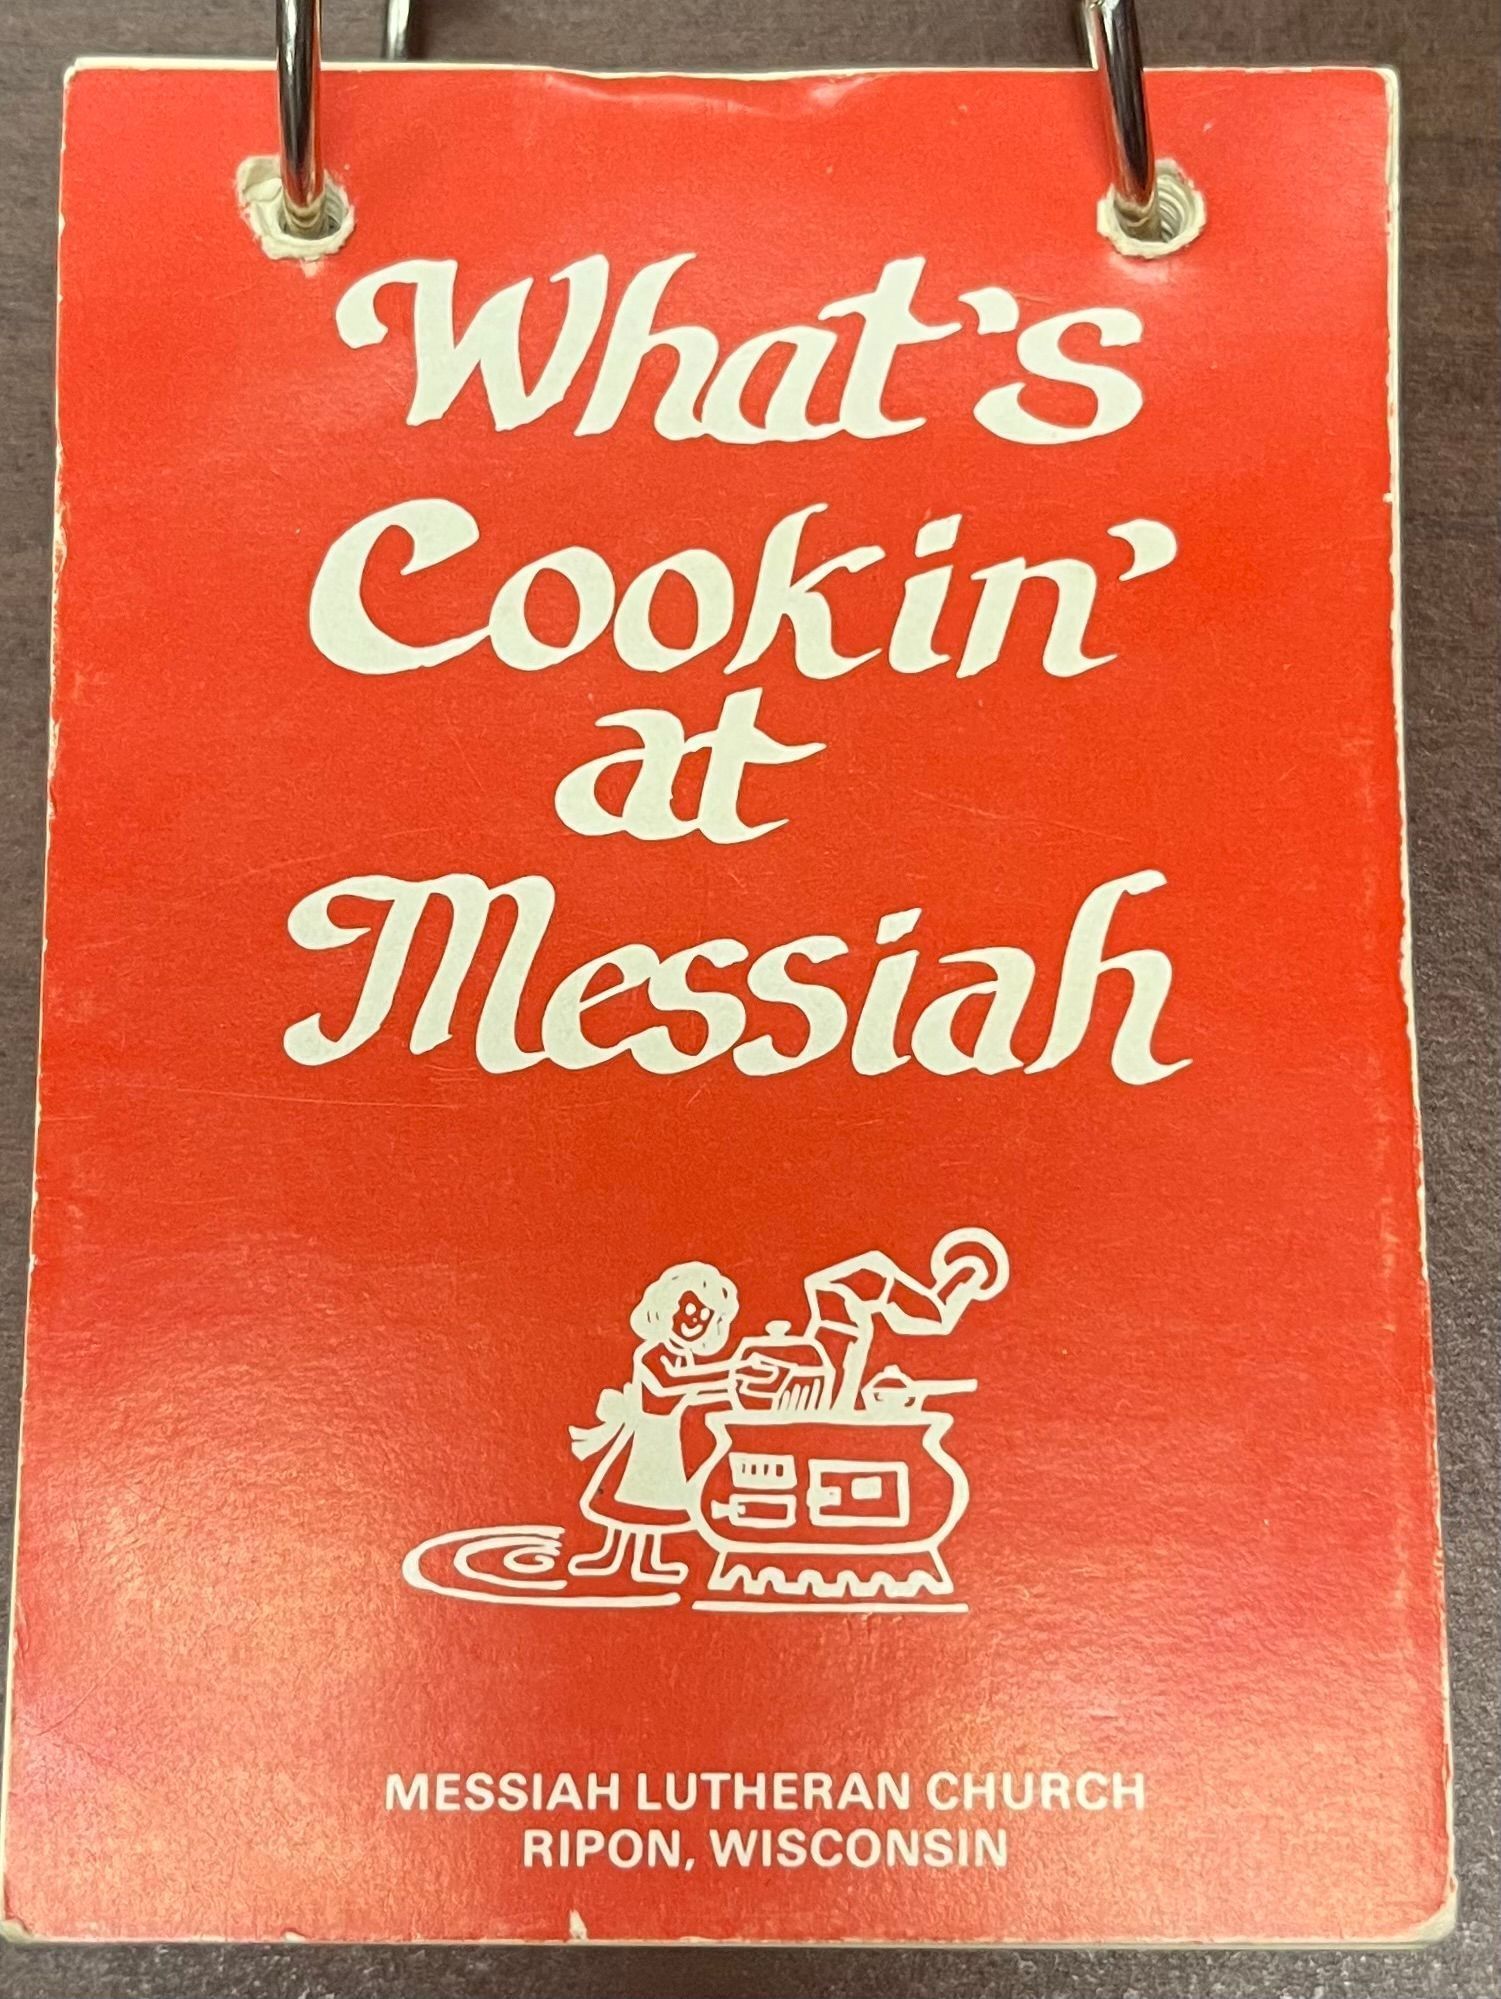 What's
Cookin'
at
Messiah
MESSIAH LUTHERAN CHURCH
RIPON, WISCONSIN